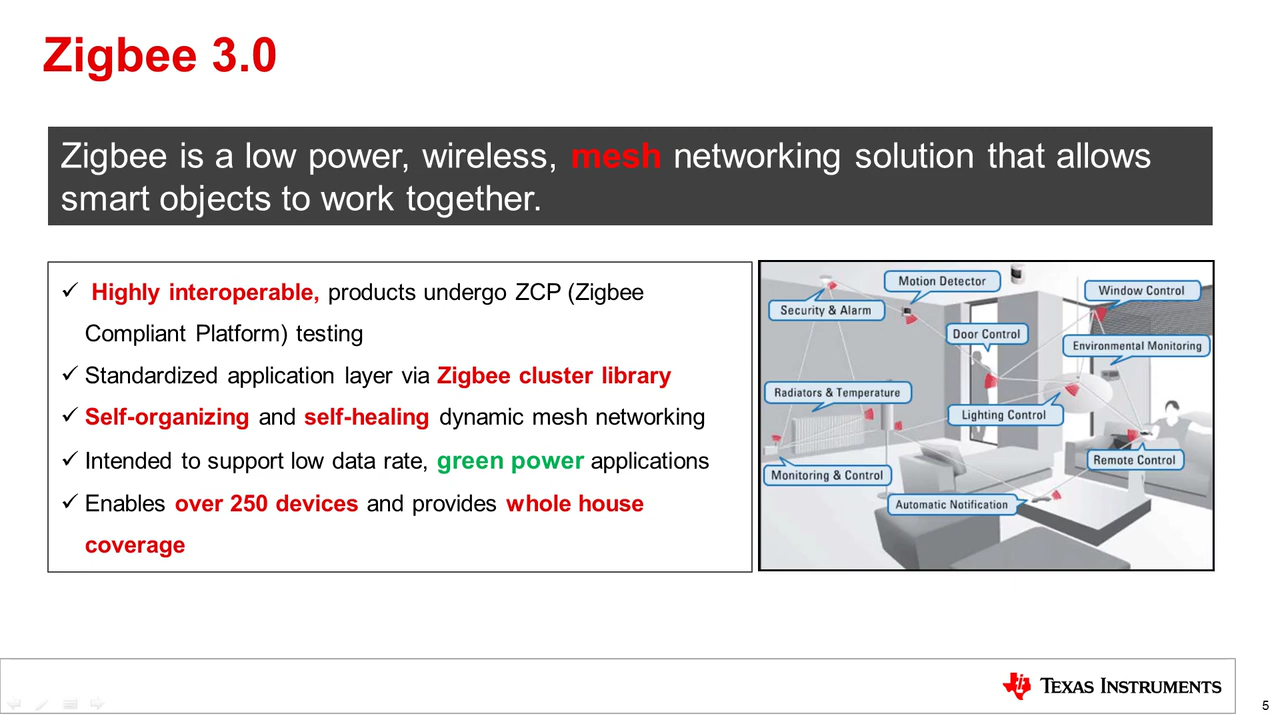 Zigbee 3.0
Zigbee is a low power, wireless, mesh networking solution that allows
smart objects to work together.
Highly interoperable, products undergo ZCP (Zigbee
Compliant Platform) testing
Standardized application layer via Zigbee cluster library
Self-organizing and self-healing dynamic mesh networking
Intended to support low data rate, green power applications
Enables over 250 devices and provides whole house
coverage
Motion Detector
Window Control
Security & Alarm
Door Control
Environmental Monitoring
Radiators & Temperature
Lighting Control
Remote Control
Monitoring & Control
Automatic Notification
TEXAS INSTRUMENTS
5